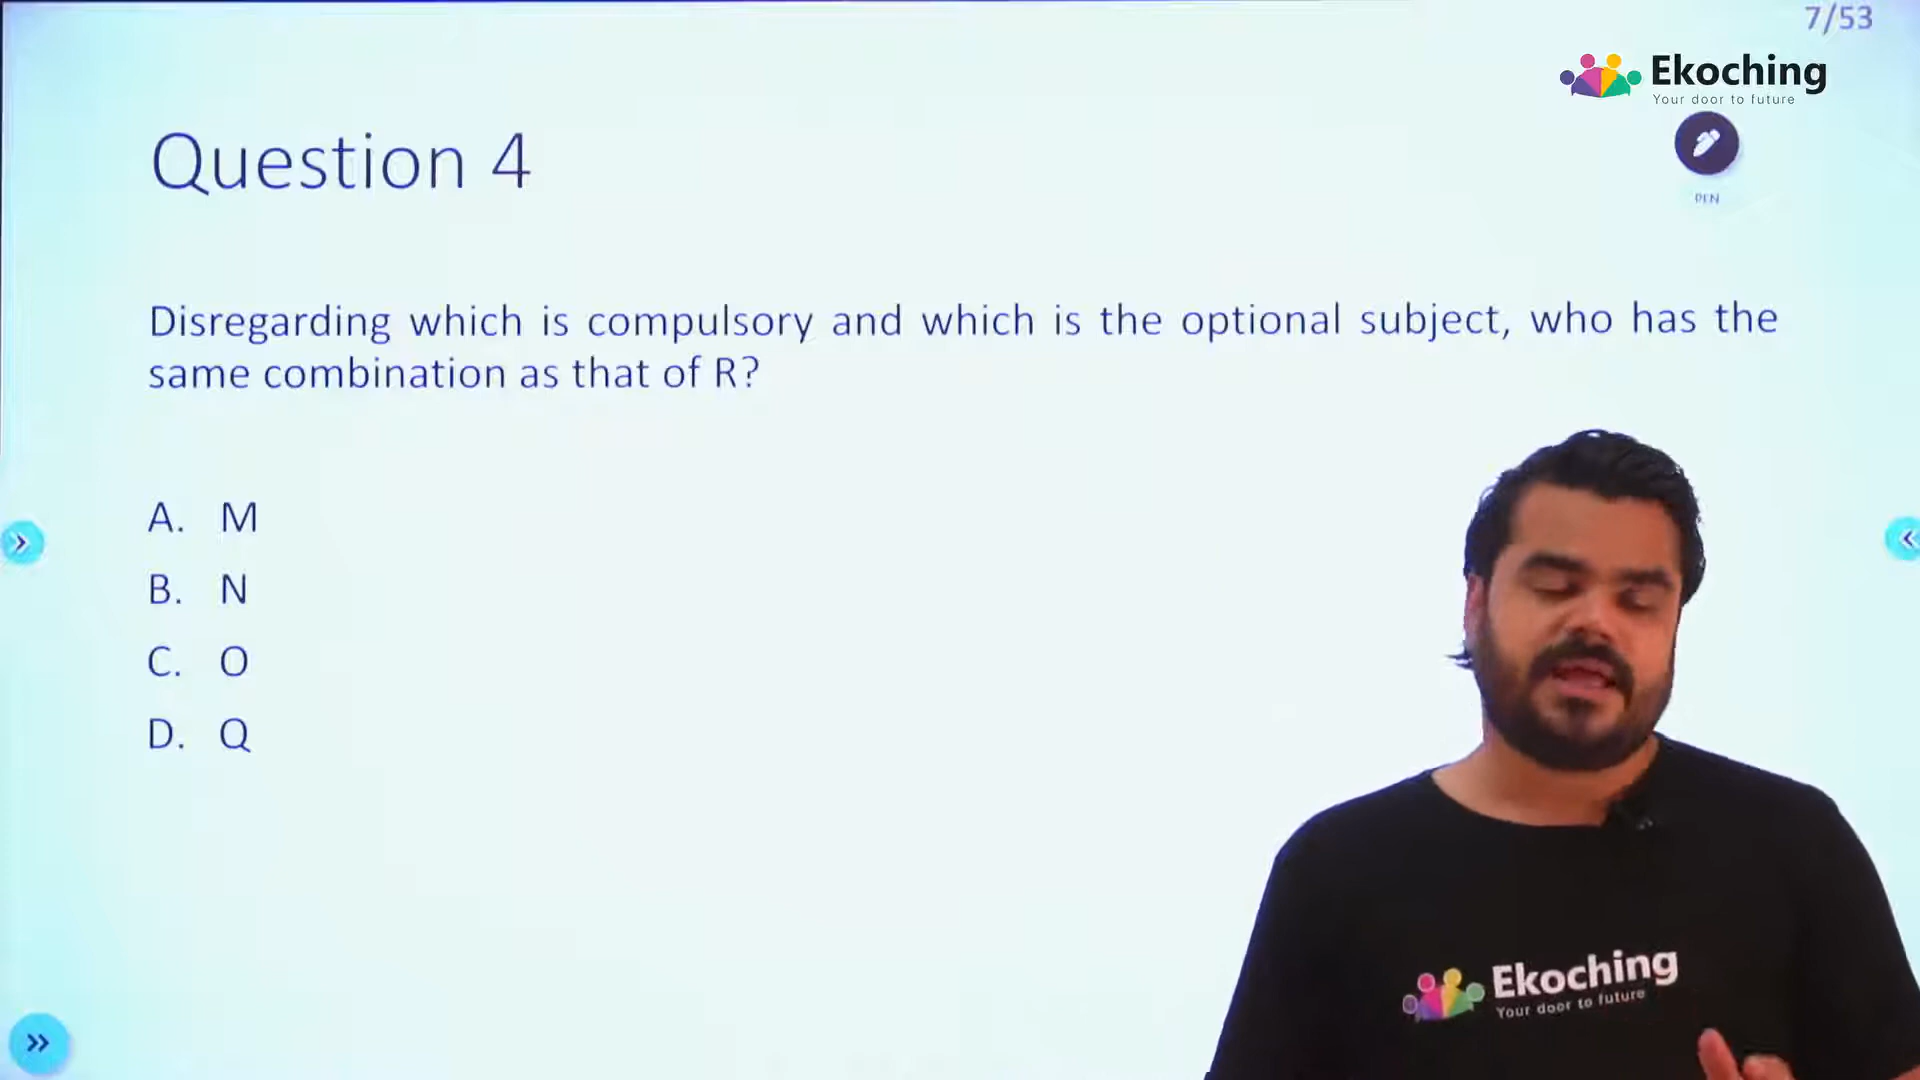 7/53
Ekoching
Your door to future
Question 4
PEN
Disregarding which is compulsory and which is the optional subject, who has the
same combination as that of R?
A. M
B. N
C. O
D. Q
Ekoching
Your door to future